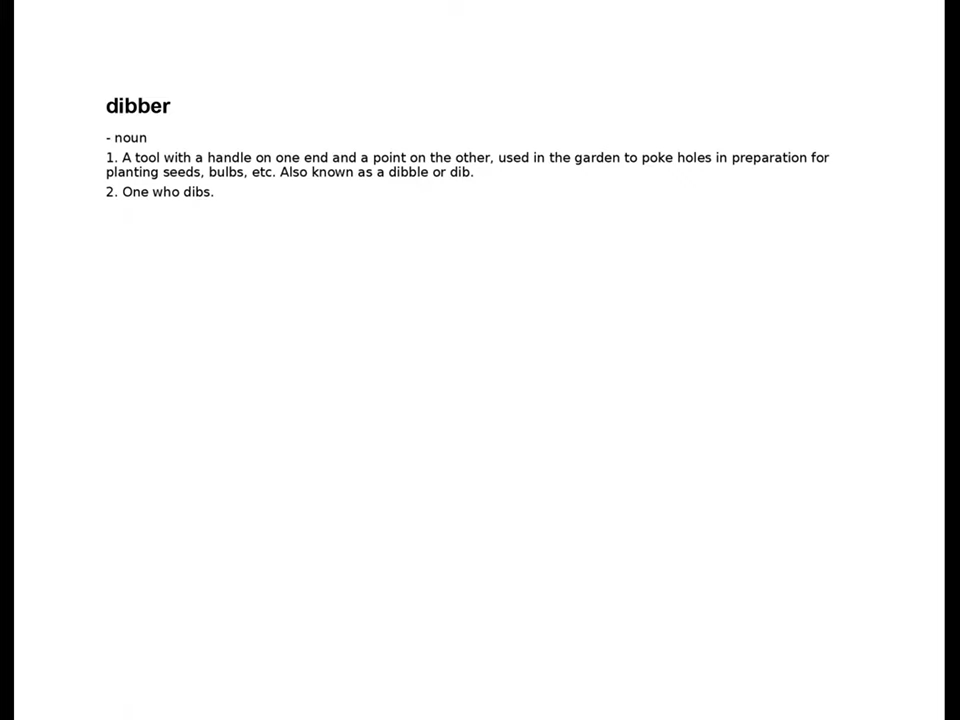 dibber
- noun
1. A tool with a handle on one end and a point on the other, used in the garden to poke holes in preparation for
planting seeds, bulbs, etc. Also known as a dibble or dib.
2. One who dibs.